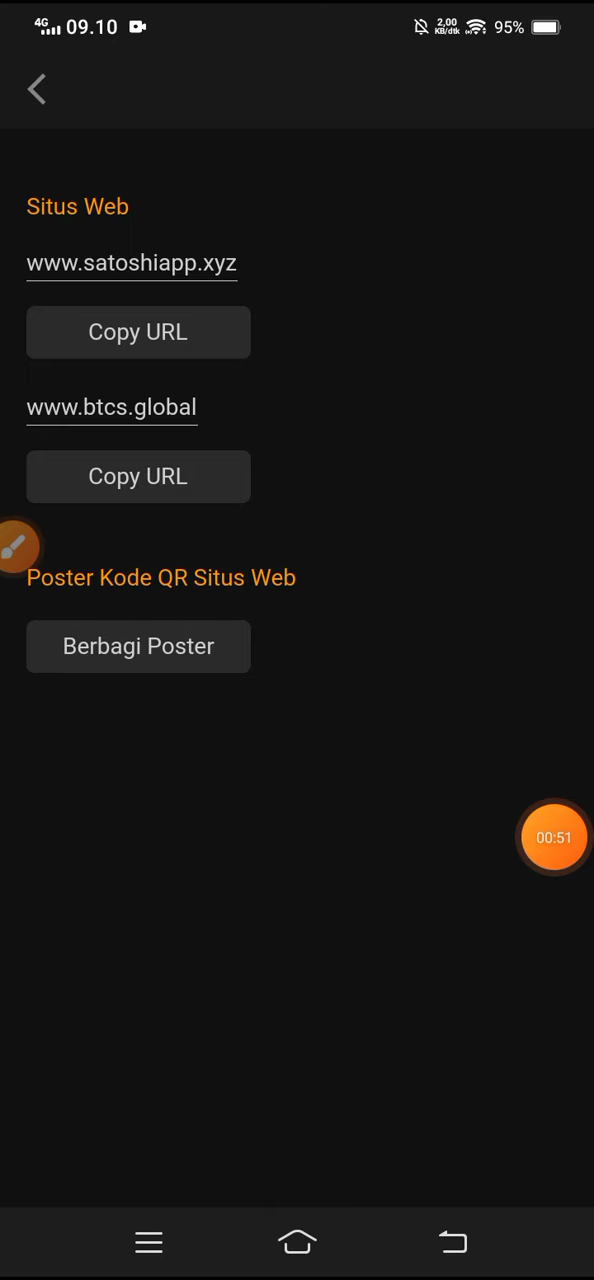 4G 09.10 2,00 KB/dtk 95%
Situs Web
www.satoshiapp.xyz
Copy URL
www.btcs.global
Copy URL
Poster Kode QR Situs Web
Berbagi Poster
00:51